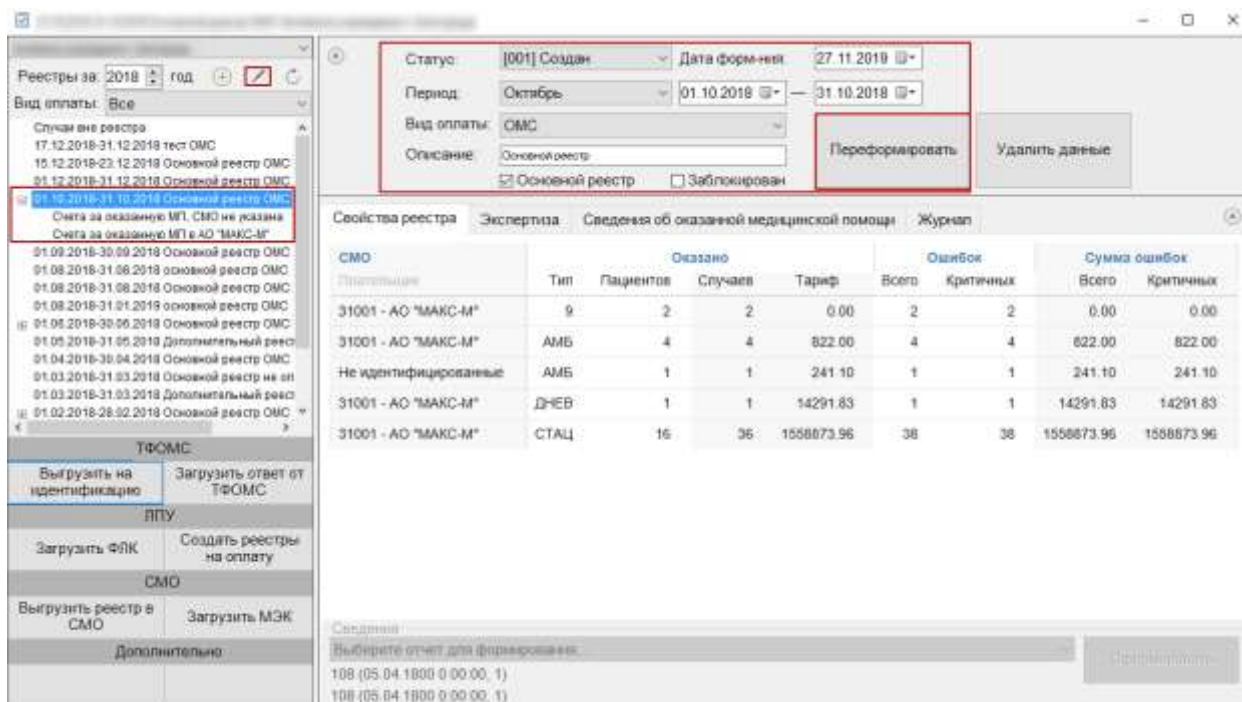 Реестры за: 2018 год
Вид оплаты: Все
Случаи вне реестра
17.12.2018-31.12.2018 тест ОМС
15.12.2018-23.12.2018 Основной реестр ОМС
01.12.2018-31.12.2018 Основной реестр ОМС
01.10.2018-31.10.2018 Основной реестр ОМС
Счета за оказанную МП, СМО не указана
Счета за оказанную МП в АО "МАКС-М"
01.09.2018-30.09.2018 Основной реестр ОМС
01.08.2018-31.08.2018 основной реестр ОМС
01.08.2018-31.08.2018 Основной реестр ОМС
01.08.2018-31.01.2019 основной реестр ОМС
01.06.2018-30.06.2018 Основной реестр ОМС
01.05.2018-31.05.2018 Дополнительный реест
01.04.2018-30.04.2018 Основной реестр ОМС
01.03.2018-31.03.2018 Основной реестр не оп
01.03.2018-31.03.2018 Дополнительный реест
01.02.2018-28.02.2018 Основной реестр ОМС
ТФОМС
Выгрузить на идентификацию
Загрузить ответ от ТФОМС
ЛПУ
Загрузить ФЛК
Создать реестры на оплату
СМО
Выгрузить реестр в СМО
Загрузить МЭК
Дополнительно
Статус: [001] Создан Дата форм-ния: 27.11.2019
Период: Октябрь 01.10.2018 — 31.10.2018
Вид оплаты: ОМС
Описание: Основной реестр
Основной реестр Заблокирован
Переформировать Удалить данные
Свойства реестра Экспертиза Сведения об оказанной медицинской помощи Журнал
СМО Оказано Ошибок Сумма ошибок
Плательщик Тип Пациентов Случаев Тариф Всего Критичных Всего Критичных
31001 - АО "МАКС-М" 9 2 2 0.00 2 2 0.00 0.00
31001 - АО "МАКС-М" АМБ 4 4 822.00 4 4 822.00 822.00
Не идентифицированные АМБ 1 1 241.10 1 1 241.10 241.10
31001 - АО "МАКС-М" ДНЕВ 1 1 14291.83 1 1 14291.83 14291.83
31001 - АО "МАКС-М" СТАЦ 16 36 1558873.96 38 38 1558873.96 1558873.96
Сведения
Выберите отчет для формирования...
Сформировать
108 (05.04.1800 0:00:00, 1)
108 (05.04.1800 0:00:00, 1)